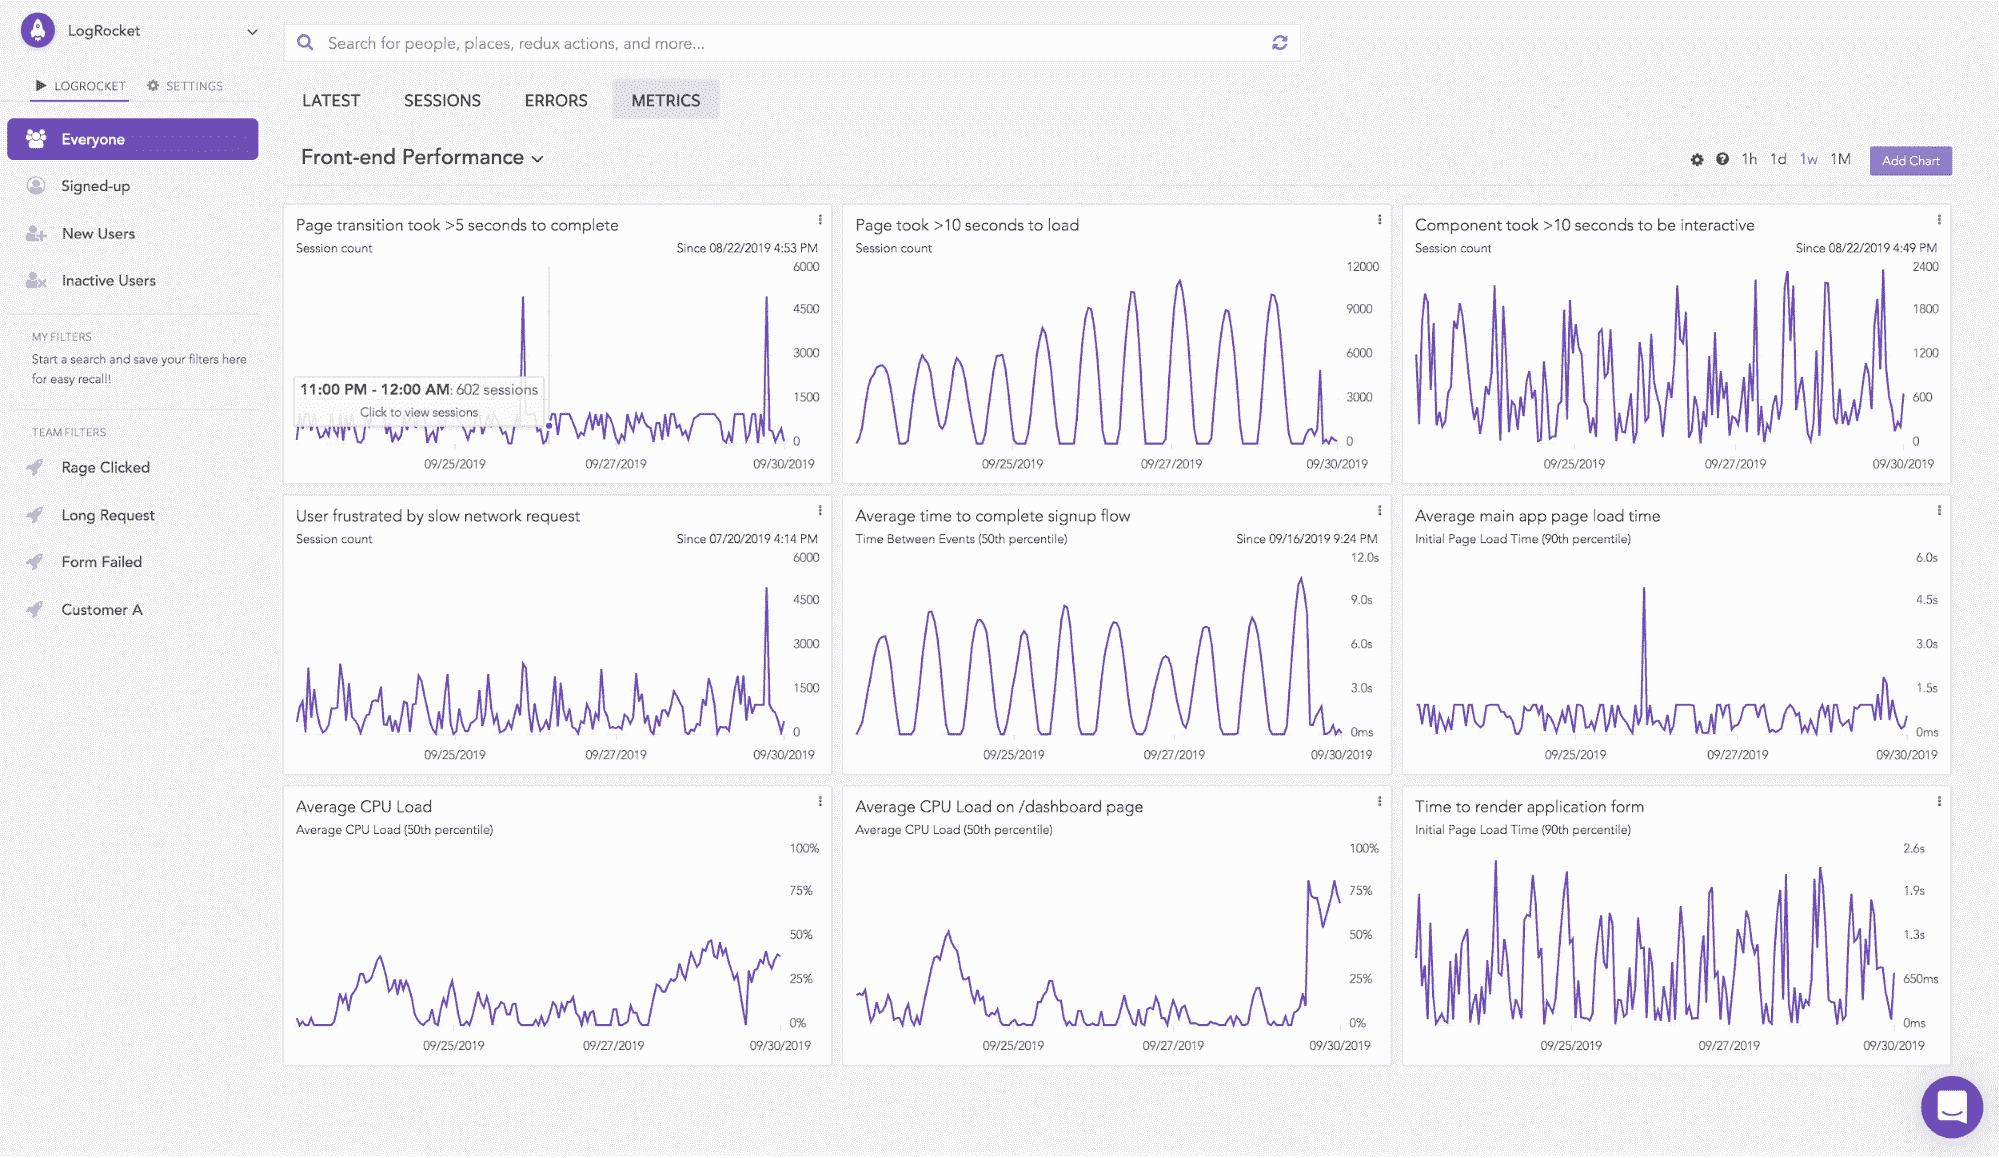 LogRocket
LOGROCKET
SETTINGS
Everyone
Signed-up
New Users
Inactive Users
MY FILTERS
Start a search and save your filters here
for easy recall!
TEAM FILTERS
Rage Clicked
Long Request
Form Failed
Customer A
Search for people, places, redux actions, and more...
LATEST SESSIONS ERRORS METRICS
Front-end Performance
1h 1d 1w 1M Add Chart
Page transition took >5 seconds to complete
Session count Since 08/22/2019 4:53 PM
6000
4500
3000
1500
0
11:00 PM - 12:00 AM: 602 sessions
Click to view sessions
09/25/2019 09/27/2019 09/30/2019
Page took >10 seconds to load
Session count
12000
9000
6000
3000
0
09/25/2019 09/27/2019 09/30/2019
Component took >10 seconds to be interactive
Session count Since 08/22/2019 4:49 PM
2400
1800
1200
600
0
09/25/2019 09/27/2019 09/30/2019
User frustrated by slow network request
Session count Since 07/20/2019 4:14 PM
6000
4500
3000
1500
0
09/25/2019 09/27/2019 09/30/2019
Average time to complete signup flow
Time Between Events (50th percentile) Since 09/16/2019 9:24 PM
12.0s
9.0s
6.0s
3.0s
0ms
09/25/2019 09/27/2019 09/30/2019
Average main app page load time
Initial Page Load Time (90th percentile)
6.0s
4.5s
3.0s
1.5s
0ms
09/25/2019 09/27/2019 09/30/2019
Average CPU Load
Average CPU Load (50th percentile)
100%
75%
50%
25%
0%
09/25/2019 09/27/2019 09/30/2019
Average CPU Load on /dashboard page
Average CPU Load (50th percentile)
100%
75%
50%
25%
0%
09/25/2019 09/27/2019 09/30/2019
Time to render application form
Initial Page Load Time (90th percentile)
2.6s
1.9s
1.3s
650ms
0ms
09/25/2019 09/27/2019 09/30/2019